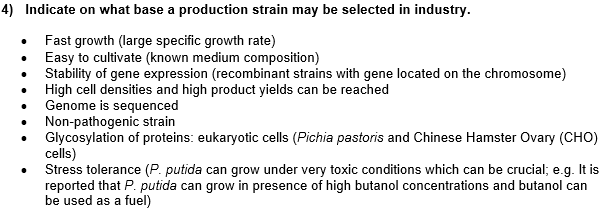 4) Indicate on what base a production strain may be selected in industry.
• Fast growth (large specific growth rate)
• Easy to cultivate (known medium composition)
• Stability of gene expression (recombinant strains with gene located on the chromosome)
• High cell densities and high product yields can be reached
• Genome is sequenced
• Non-pathogenic strain
• Glycosylation of proteins: eukaryotic cells (Pichia pastoris and Chinese Hamster Ovary (CHO)
cells)
• Stress tolerance (P. putida can grow under very toxic conditions which can be crucial; e.g. It is
reported that P. putida can grow in presence of high butanol concentrations and butanol can
be used as a fuel)